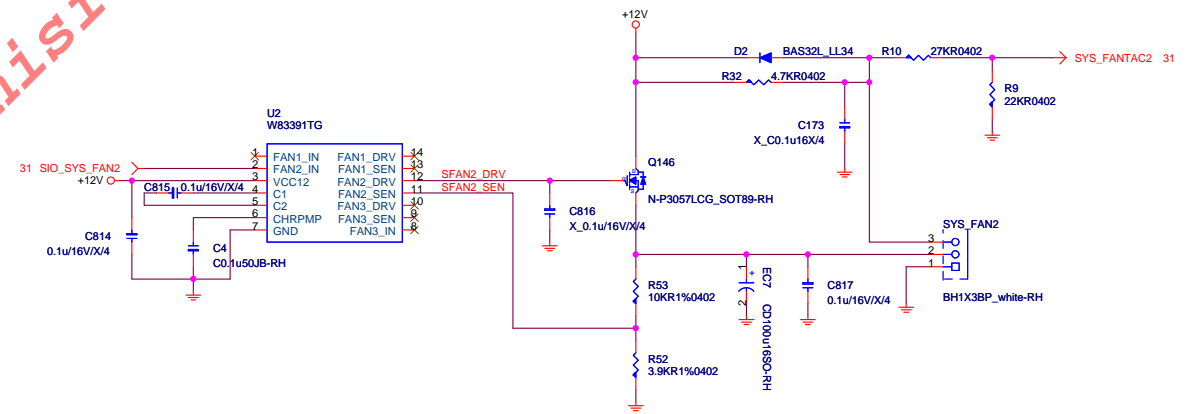 nisi
+12V
D2 BAS32L_LL34
R10 27KR0402
SYS_FANTAC2 31
R32 4.7KR0402
R9
22KR0402
C173
X_C0.1u16X/4
U2
W83391TG
31 SIO_SYS_FAN2
+12V
1 FAN1_IN FAN1_DRV 14
2 FAN2_IN FAN1_SEN 13
3 VCC12 FAN2_DRV 12
4 C1 FAN2_SEN 11
5 C2 FAN3_DRV 10
6 CHRPMP FAN3_SEN 9
7 GND FAN3_IN 8
C815 0.1u/16V/X/4
SFAN2_DRV
SFAN2_SEN
Q146
D
G
S
N-P3057LCG_SOT89-RH
C816
X_0.1u/16V/X/4
C814
0.1u/16V/X/4
C4
C0.1u50JB-RH
SYS_FAN2
3
2
1
BH1X3BP_white-RH
R53
10KR1%0402
1
+
2
EC7
CD100u16SO-RH
C817
0.1u/16V/X/4
R52
3.9KR1%0402